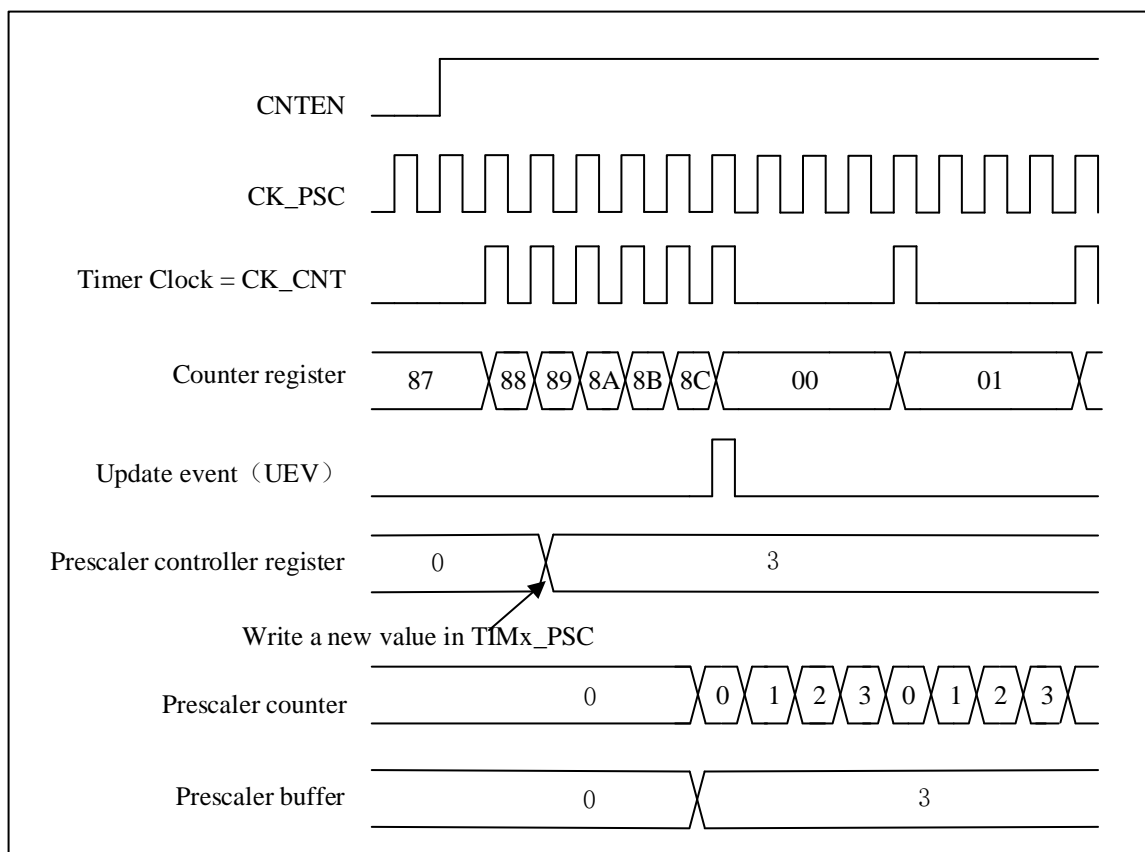 CNTEN
CK_PSC
Timer Clock = CK_CNT
Counter register
87 88 89 8A 8B 8C 00 01
Update event（UEV）
Prescaler controller register
0 3
Write a new value in TIMx_PSC
Prescaler counter
0 0 1 2 3 0 1 2 3
Prescaler buffer
0 3